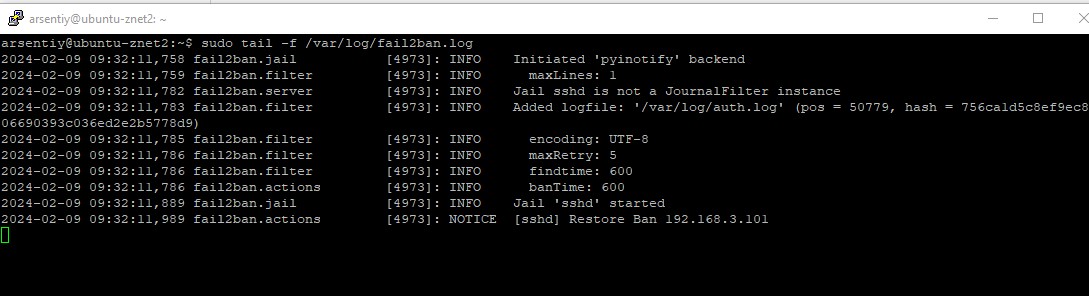 arsentiy@ubuntu-znet2: ~
arsentiy@ubuntu-znet2:~$ sudo tail -f /var/log/fail2ban.log
2024-02-09 09:32:11,758 fail2ban.jail [4973]: INFO Initiated 'pyinotify' backend
2024-02-09 09:32:11,759 fail2ban.filter [4973]: INFO maxLines: 1
2024-02-09 09:32:11,782 fail2ban.server [4973]: INFO Jail sshd is not a JournalFilter instance
2024-02-09 09:32:11,783 fail2ban.filter [4973]: INFO Added logfile: '/var/log/auth.log' (pos = 50779, hash = 756ca1d5c8ef9ec8
06690393c036ed2e2b5778d9)
2024-02-09 09:32:11,785 fail2ban.filter [4973]: INFO encoding: UTF-8
2024-02-09 09:32:11,786 fail2ban.filter [4973]: INFO maxRetry: 5
2024-02-09 09:32:11,786 fail2ban.filter [4973]: INFO findtime: 600
2024-02-09 09:32:11,786 fail2ban.actions [4973]: INFO banTime: 600
2024-02-09 09:32:11,889 fail2ban.jail [4973]: INFO Jail 'sshd' started
2024-02-09 09:32:11,989 fail2ban.actions [4973]: NOTICE [sshd] Restore Ban 192.168.3.101